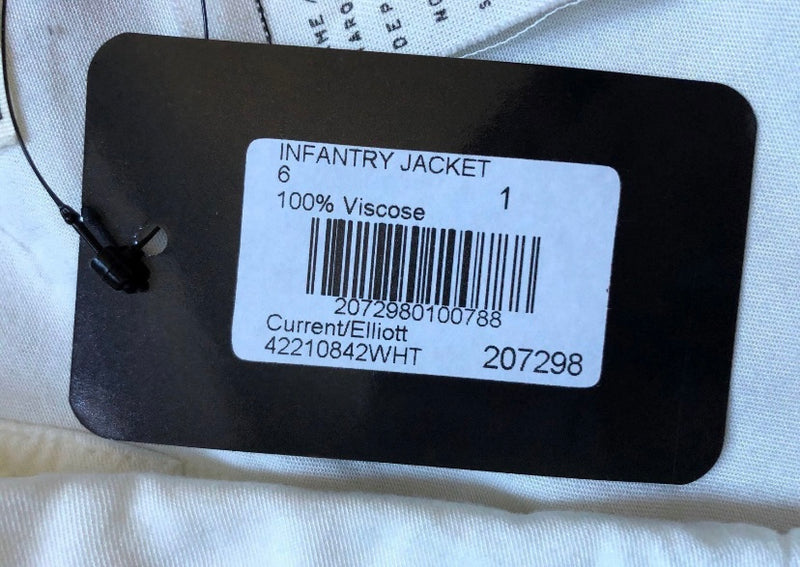 INFANTRY JACKET
6
1
100% Viscose
2072980100788
Current/Elliott
42210842WHT
207298